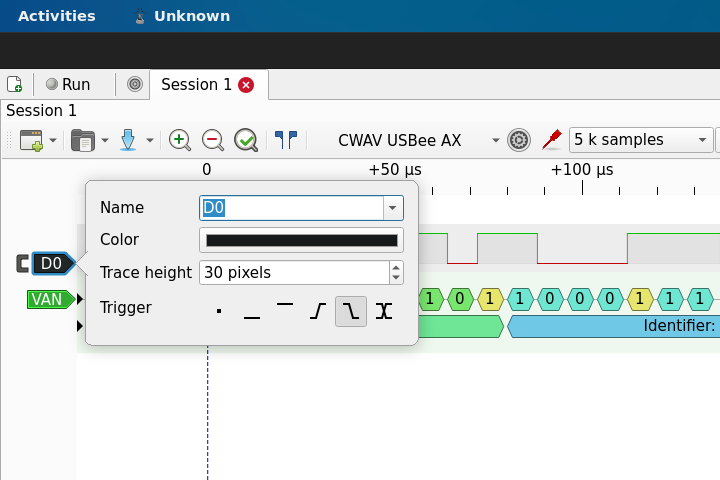 Activities Unknown
Run Session 1
Session 1
CWAV USBee AX 5 k samples
0 +50 µs +100 µs
Name D0
Color
Trace height 30 pixels
Trigger
D0
VAN 1 0 1 1 0 0 0 1 1 1
Identifier: